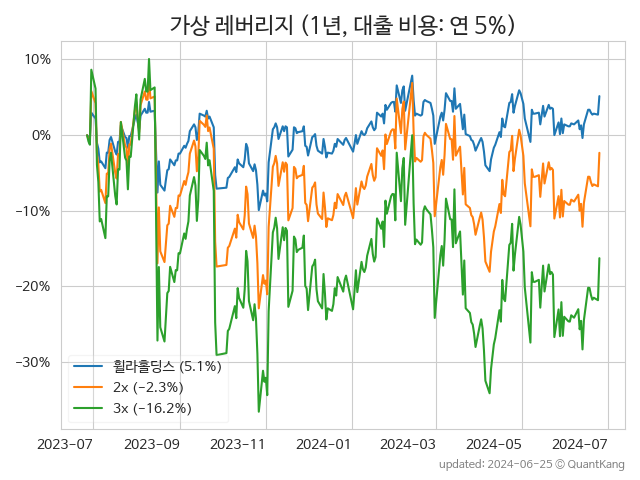 가상 레버리지 (1년, 대출 비용: 연 5%)
10%
0%
−10%
−20%
−30%
휠라홀딩스 (5.1%)
2x (−2.3%)
3x (−16.2%)
2023-07 2023-09 2023-11 2024-01 2024-03 2024-05 2024-07
updated: 2024-06-25 © QuantKang